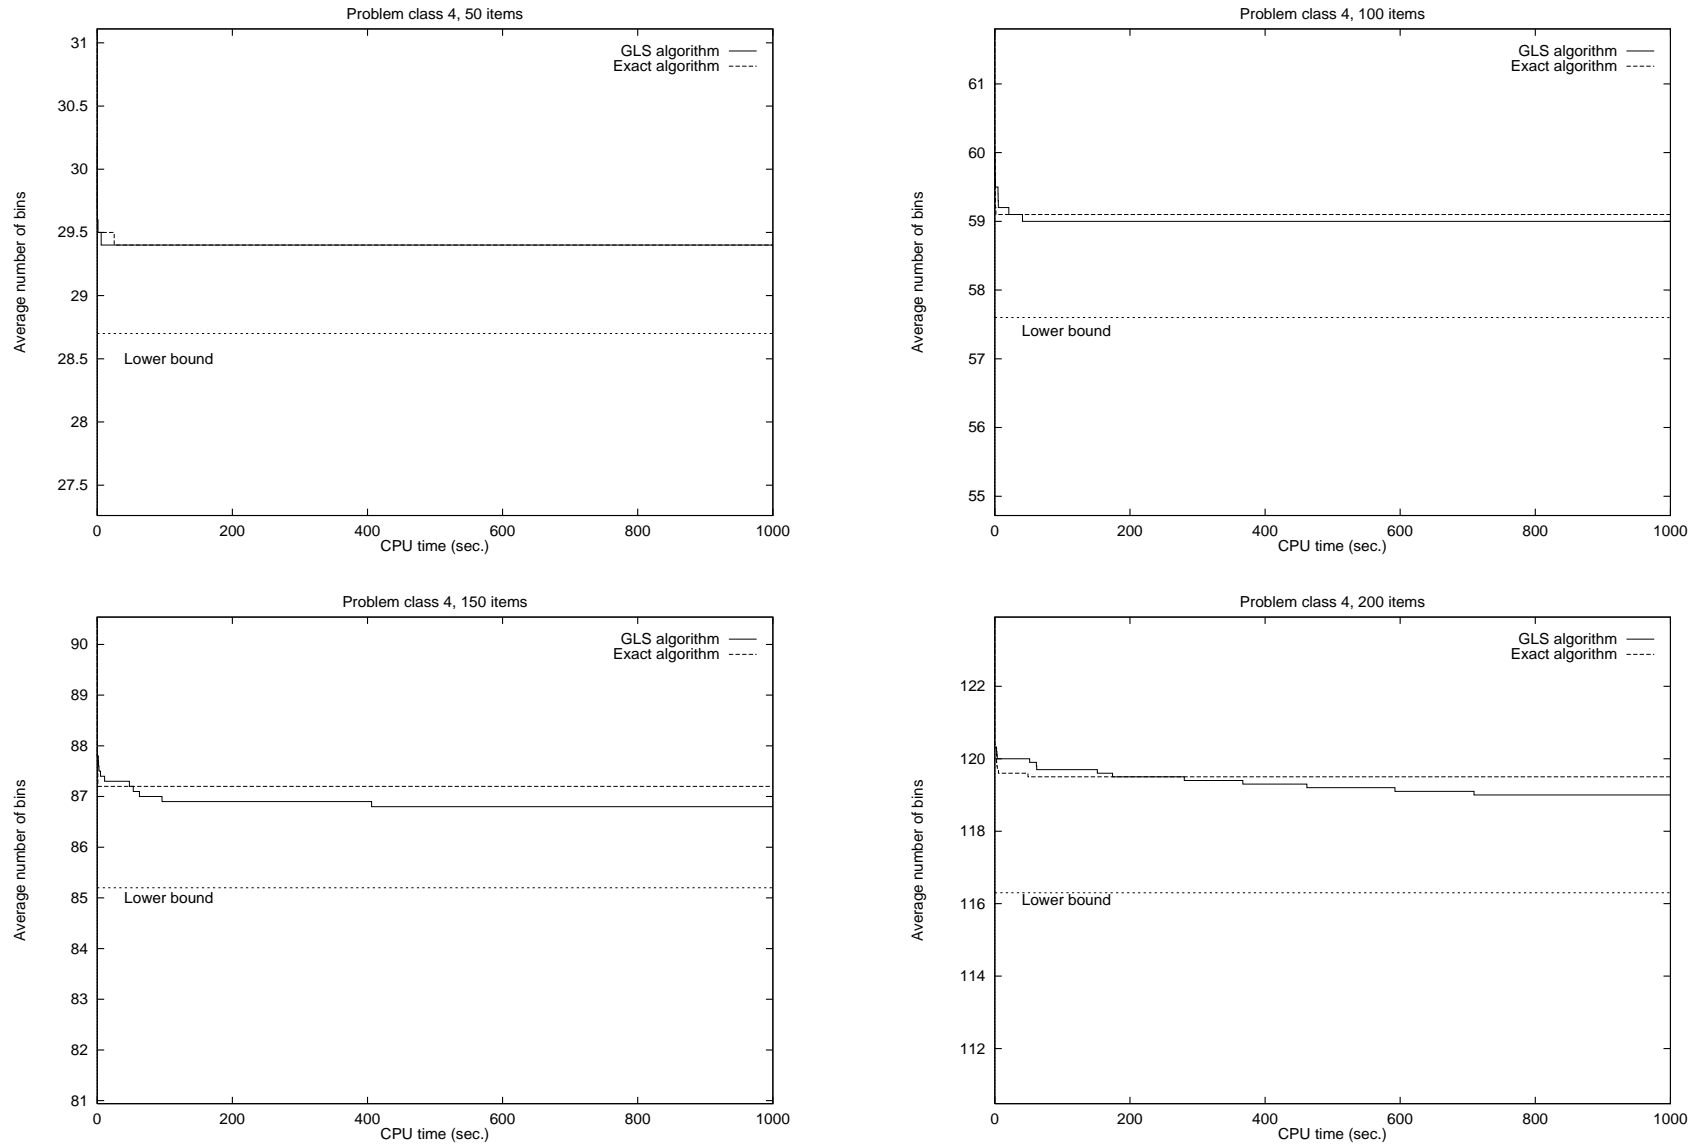 Problem class 4, 50 items
GLS algorithm
Exact algorithm
31
30.5
30
29.5
29
28.5
28
27.5
Average number of bins
Lower bound
0 200 400 600 800 1000
CPU time (sec.)
Problem class 4, 100 items
GLS algorithm
Exact algorithm
61
60
59
58
57
56
55
Average number of bins
Lower bound
0 200 400 600 800 1000
CPU time (sec.)
Problem class 4, 150 items
GLS algorithm
Exact algorithm
90
89
88
87
86
85
84
83
82
81
Average number of bins
Lower bound
0 200 400 600 800 1000
CPU time (sec.)
Problem class 4, 200 items
GLS algorithm
Exact algorithm
122
120
118
116
114
112
Average number of bins
Lower bound
0 200 400 600 800 1000
CPU time (sec.)